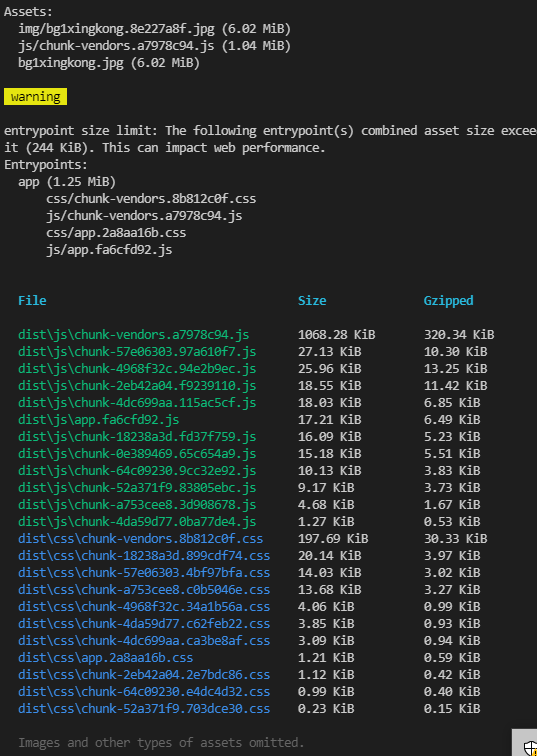 Assets:
img/bg1xingkong.8e227a8f.jpg (6.02 MiB)
js/chunk-vendors.a7978c94.js (1.04 MiB)
bg1xingkong.jpg (6.02 MiB)
warning
entrypoint size limit: The following entrypoint(s) combined asset size excee
it (244 KiB). This can impact web performance.
Entrypoints:
app (1.25 MiB)
css/chunk-vendors.8b812c0f.css
js/chunk-vendors.a7978c94.js
css/app.2a8aa16b.css
js/app.fa6cfd92.js
File Size Gzipped
dist\js\chunk-vendors.a7978c94.js 1068.28 KiB 320.34 KiB
dist\js\chunk-57e06303.97a610f7.js 27.13 KiB 10.30 KiB
dist\js\chunk-4968f32c.94e2b9ec.js 25.96 KiB 13.25 KiB
dist\js\chunk-2eb42a04.f9239110.js 18.55 KiB 11.42 KiB
dist\js\chunk-4dc699aa.115ac5cf.js 18.03 KiB 6.85 KiB
dist\js\app.fa6cfd92.js 17.21 KiB 6.49 KiB
dist\js\chunk-18238a3d.fd37f759.js 16.09 KiB 5.23 KiB
dist\js\chunk-0e389469.65c654a9.js 15.18 KiB 5.51 KiB
dist\js\chunk-64c09230.9cc32e92.js 10.13 KiB 3.83 KiB
dist\js\chunk-52a371f9.83805ebc.js 9.17 KiB 3.73 KiB
dist\js\chunk-a753cee8.3d908678.js 4.68 KiB 1.67 KiB
dist\js\chunk-4da59d77.0ba77de4.js 1.27 KiB 0.53 KiB
dist\css\chunk-vendors.8b812c0f.css 197.69 KiB 30.33 KiB
dist\css\chunk-18238a3d.899cdf74.css 20.14 KiB 3.97 KiB
dist\css\chunk-57e06303.4bf97bfa.css 14.03 KiB 3.02 KiB
dist\css\chunk-a753cee8.c0b5046e.css 13.68 KiB 3.27 KiB
dist\css\chunk-4968f32c.34a1b56a.css 4.06 KiB 0.99 KiB
dist\css\chunk-4da59d77.c62feb22.css 3.85 KiB 0.93 KiB
dist\css\chunk-4dc699aa.ca3be8af.css 3.09 KiB 0.94 KiB
dist\css\app.2a8aa16b.css 1.21 KiB 0.59 KiB
dist\css\chunk-2eb42a04.2e7bdc86.css 1.12 KiB 0.42 KiB
dist\css\chunk-64c09230.e4dc4d32.css 0.99 KiB 0.40 KiB
dist\css\chunk-52a371f9.703dce30.css 0.23 KiB 0.15 KiB
Images and other types of assets omitted.